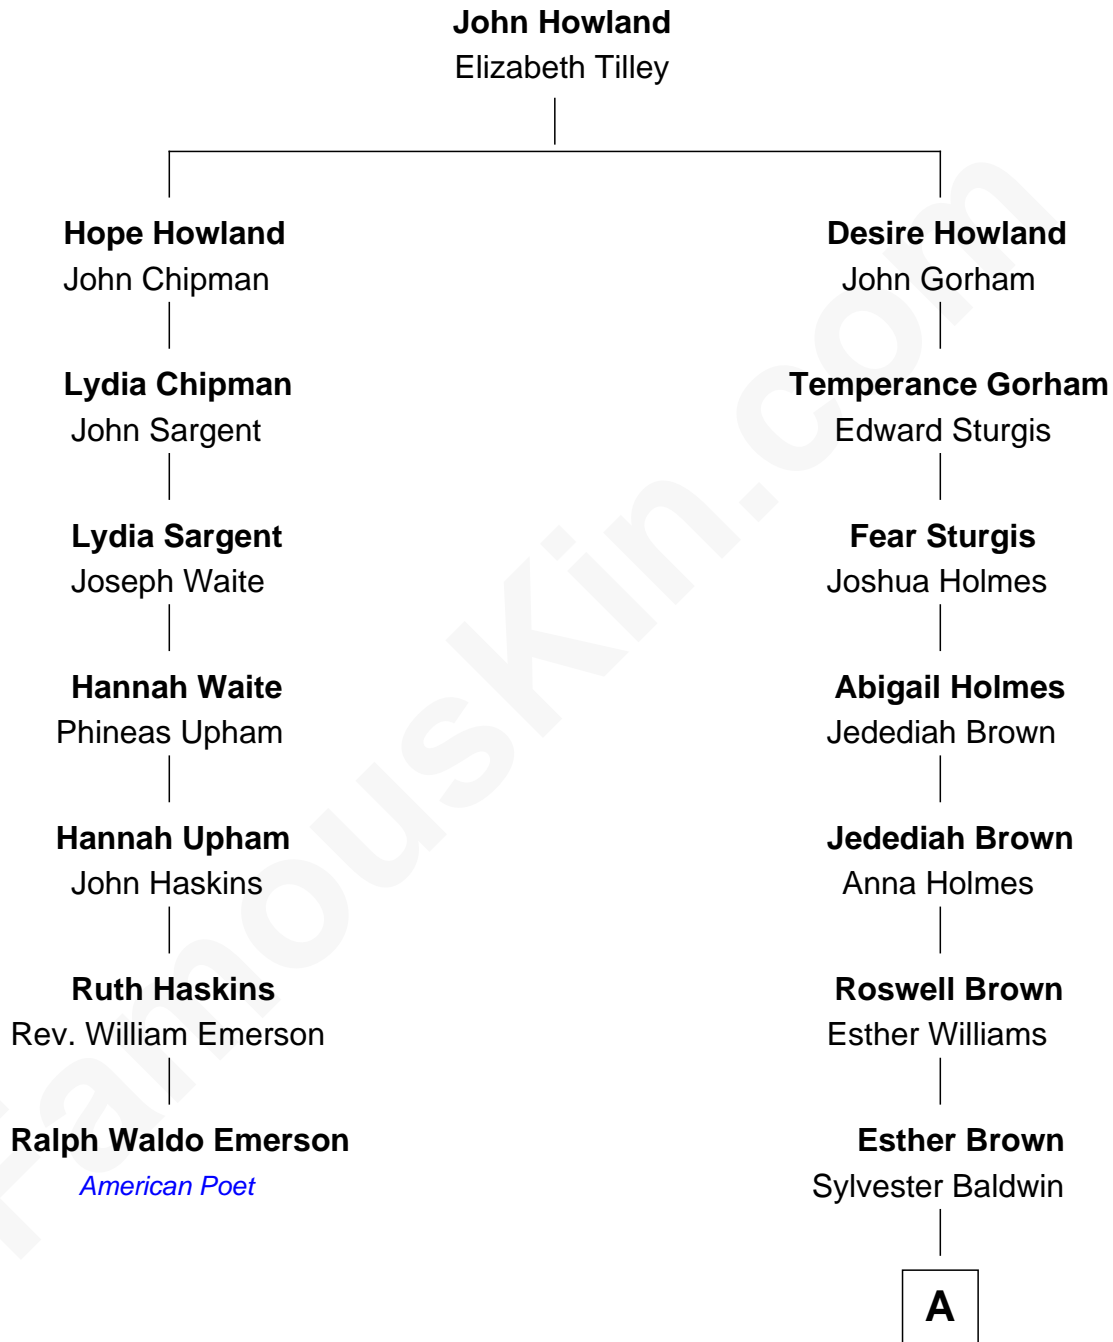 John Howland
Elizabeth Tilley
Hope Howland
John Chipman
Desire Howland
John Gorham
Lydia Chipman
John Sargent
Temperance Gorham
Edward Sturgis
Lydia Sargent
Joseph Waite
Fear Sturgis
Joshua Holmes
Hannah Waite
Phineas Upham
Abigail Holmes
Jedediah Brown
Hannah Upham
John Haskins
Jedediah Brown
Anna Holmes
Ruth Haskins
Rev. William Emerson
Roswell Brown
Esther Williams
Ralph Waldo Emerson
American Poet
Esther Brown
Sylvester Baldwin
A
FamousKin.com